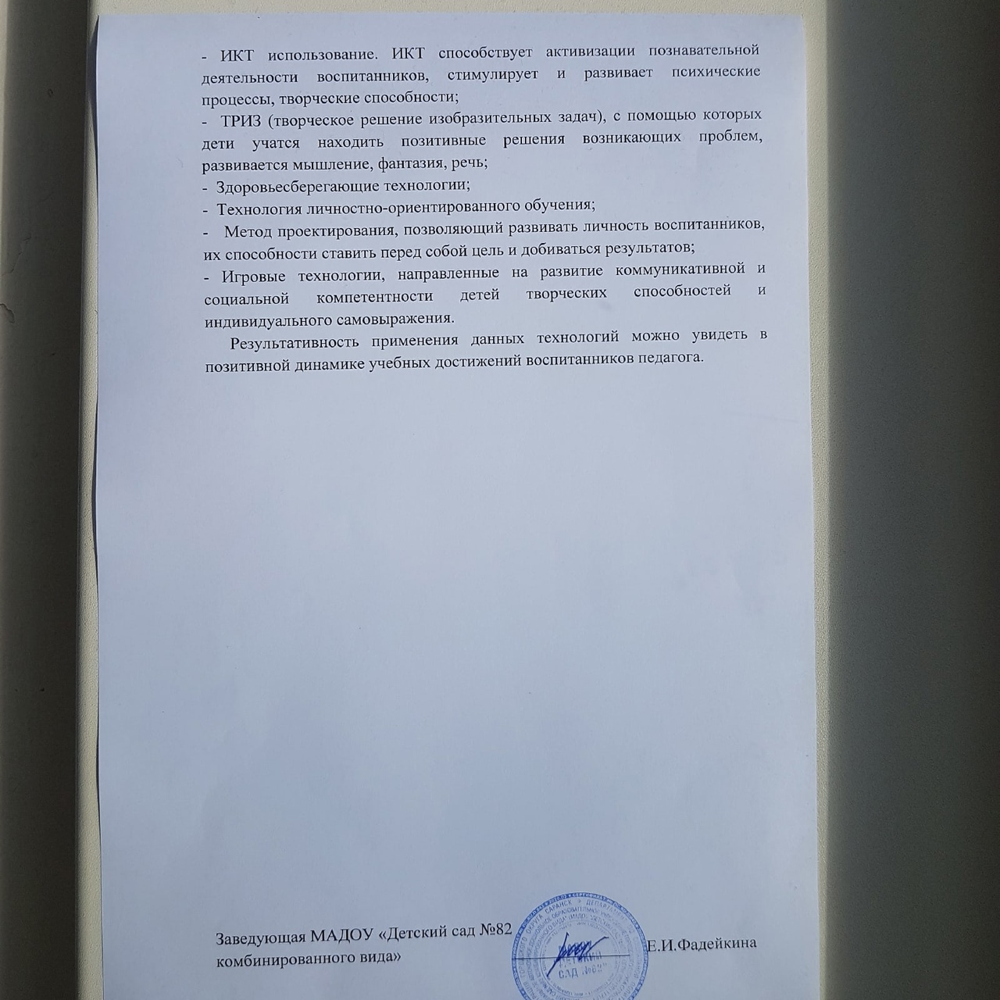 - ИКТ использование. ИКТ способствует активизации познавательной
деятельности воспитанников, стимулирует и развивает психические
процессы, творческие способности;
- ТРИЗ (творческое решение изобразительных задач), с помощью которых
дети учатся находить позитивные решения возникающих проблем,
развивается мышление, фантазия, речь;
- Здоровьесберегающие технологии;
- Технология личностно-ориентированного обучения;
- Метод проектирования, позволяющий развивать личность воспитанников,
их способности ставить перед собой цель и добиваться результатов;
- Игровые технологии, направленные на развитие коммуникативной и
социальной компетентности детей творческих способностей и
индивидуального самовыражения.
Результативность применения данных технологий можно увидеть в
позитивной динамике учебных достижений воспитанников педагога.
Заведующая МАДОУ «Детский сад №82
комбинированного вида»
Е.И.Фадейкина
ОКРУГА САРАНСК
САД №82"